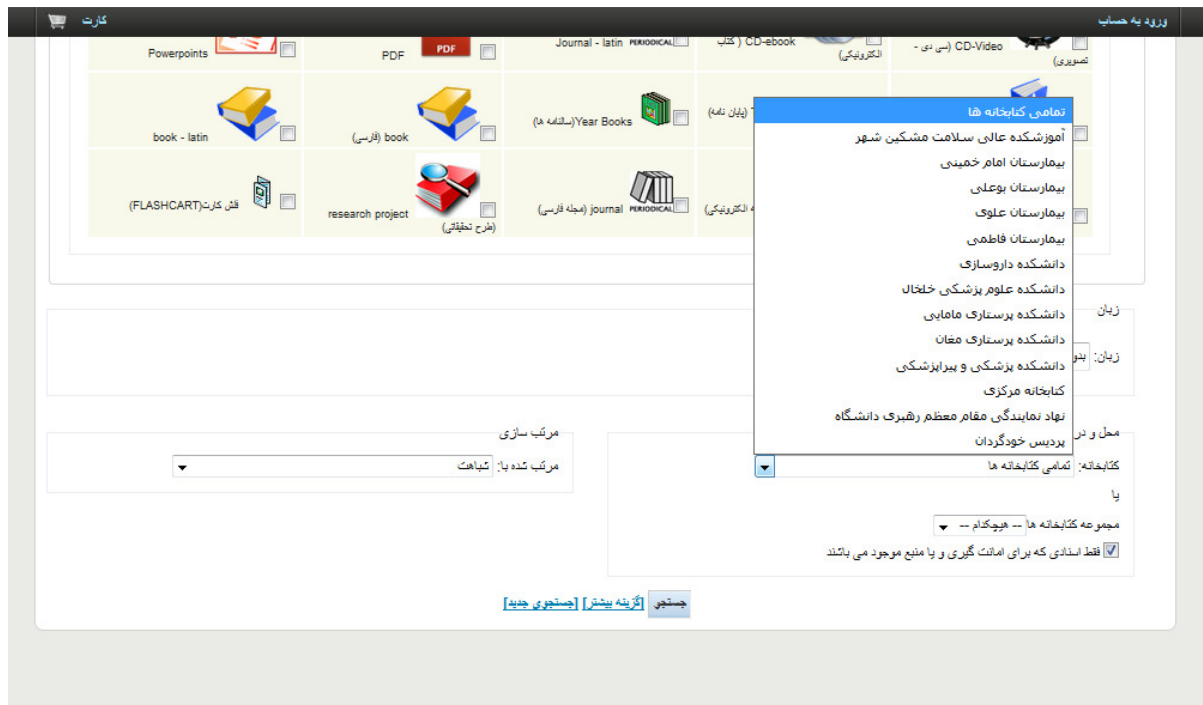 ورود به حساب
کارت
CD-Video (سی دی - تصویری)
CD-ebook ( کتاب الکترونیکی)
Journal - latin PERIODICAL
PDF PDF
Powerpoints
(پایان نامه)
Year Books(سالنامه ها)
book (فارسی)
book - latin
الکترونیکی)
journal (مجله فارسی) PERIODICAL
research project (طرح تحقیقاتی)
فلش کارت(FLASHCART)
تمامی کتابخانه ها
آموزشکده عالی سلامت مشکین شهر
بیمارستان امام خمینی
بیمارستان بوعلی
بیمارستان علوی
بیمارستان فاطمی
دانشکده داروسازی
دانشکده علوم پزشکی خلخال
دانشکده پرستاری مامایی
دانشکده پرستاری مغان
دانشکده پزشکی و پیراپزشکی
کتابخانه مرکزی
نهاد نمایندگی مقام معظم رهبری دانشگاه
پردیس خودگردان
زبان
زبان:
محل و در
کتابخانه: تمامی کتابخانه ها
یا
مجموعه کتابخانه ها -- هیچکدام --
فقط اسنادی که برای امانت گیری و یا منبع موجود می باشند
مرتب سازی
مرتب شده با: شباهت
جستجو [گزینه بیشتر] [جستجوی جدید]